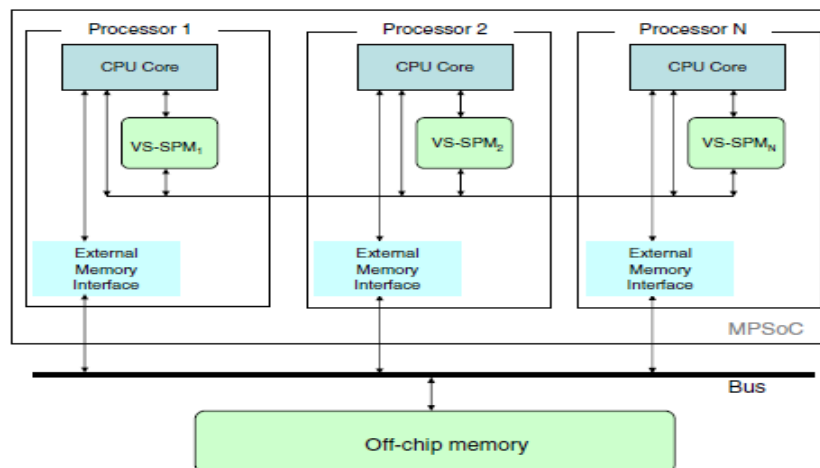 Processor 1
Processor 2
Processor N
CPU Core
CPU Core
CPU Core
VS-SPM₁
VS-SPM₂
VS-SPM_N
External
Memory
Interface
External
Memory
Interface
External
Memory
Interface
MPSoC
Bus
Off-chip memory